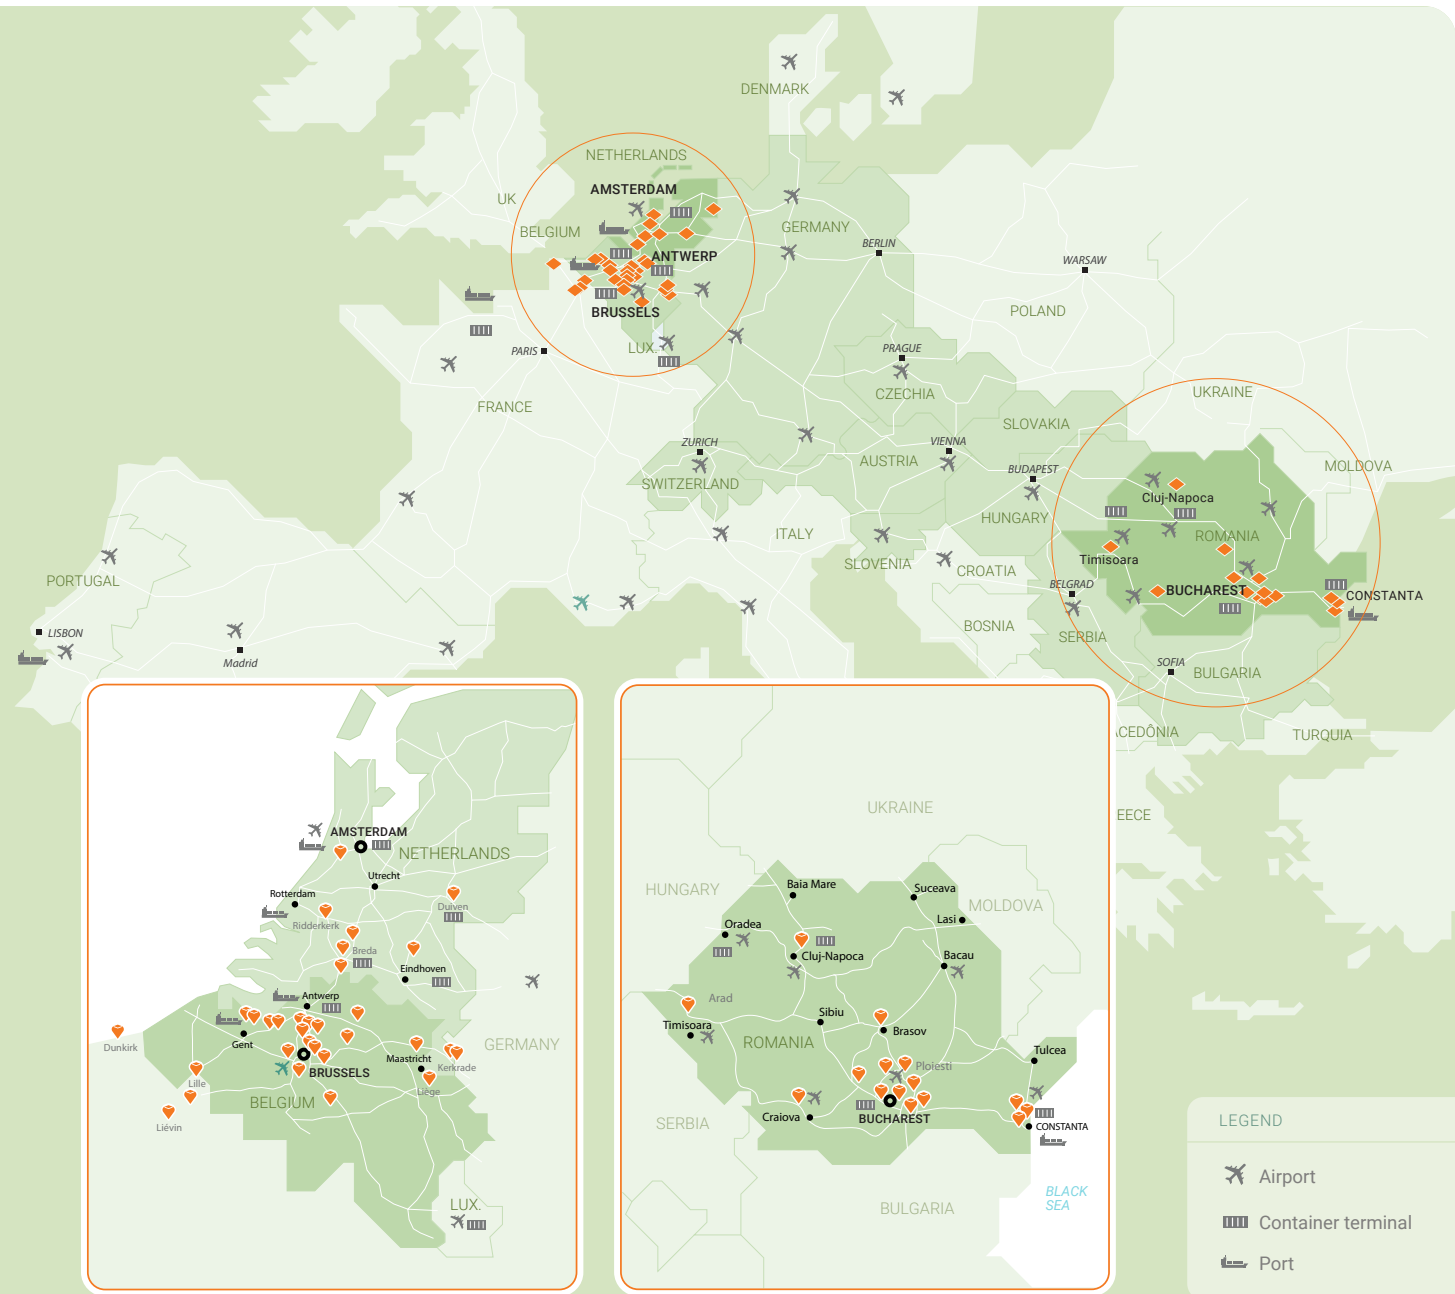 DENMARK
NETHERLANDS
AMSTERDAM
UK
BELGIUM
GERMANY
BERLIN
ANTWERP
WARSAW
POLAND
BRUSSELS
LUX.
PARIS
PRAGUE
CZECHIA
UKRAINE
FRANCE
SLOVAKIA
ZURICH
VIENNA
AUSTRIA
BUDAPEST
MOLDOVA
SWITZERLAND
Cluj-Napoca
HUNGARY
ITALY
ROMANIA
SLOVENIA
CROATIA
Timisoara
PORTUGAL
BELGRAD
BUCHAREST
CONSTANTA
BOSNIA
SERBIA
LISBON
Madrid
SOFIA
BULGARIA
ACEDÔNIA
TURQUIA
EECE
AMSTERDAM
NETHERLANDS
Utrecht
Rotterdam
Duiven
Ridderkerk
Breda
Eindhoven
Antwerp
Dunkirk
Gent
GERMANY
Maastricht
Kerkrade
BRUSSELS
Lille
Liège
BELGIUM
Liévin
LUX.
UKRAINE
HUNGARY
Baia Mare
Suceava
MOLDOVA
Lasi
Oradea
Cluj-Napoca
Bacau
Arad
Sibiu
Timisoara
Brasov
ROMANIA
Tulcea
Ploiesti
Craiova
BUCHAREST
CONSTANTA
SERBIA
BLACK
SEA
BULGARIA
LEGEND
Airport
Container terminal
Port